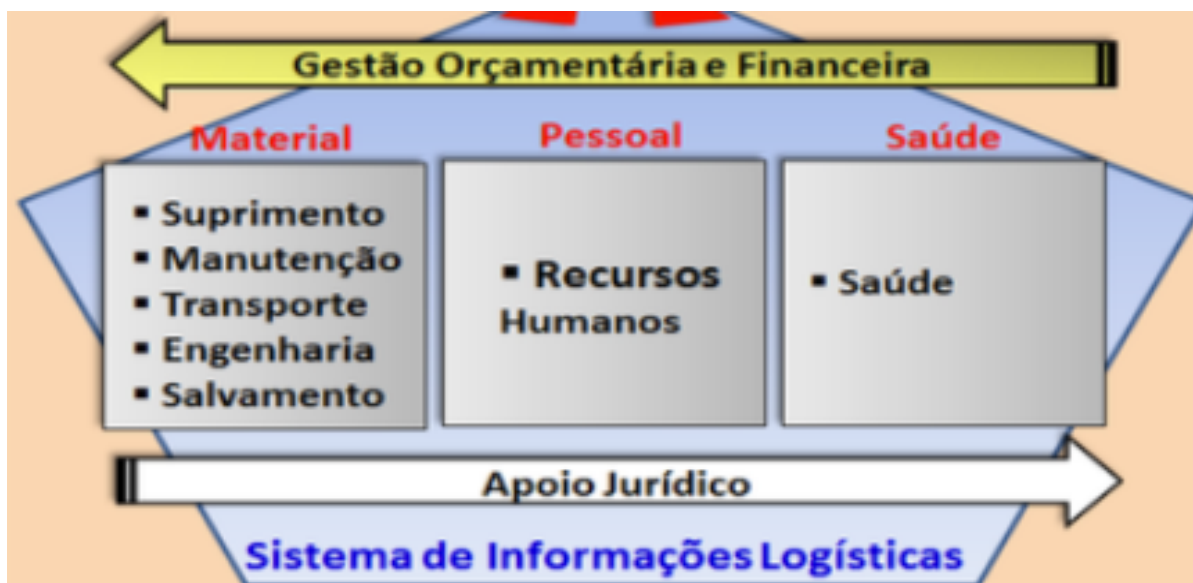 Gestão Orçamentária e Financeira
Material
Pessoal
Saúde
▪ Suprimento
▪ Manutenção
▪ Transporte
▪ Engenharia
▪ Salvamento
▪ Recursos
Humanos
▪ Saúde
Apoio Jurídico
Sistema de Informações Logísticas